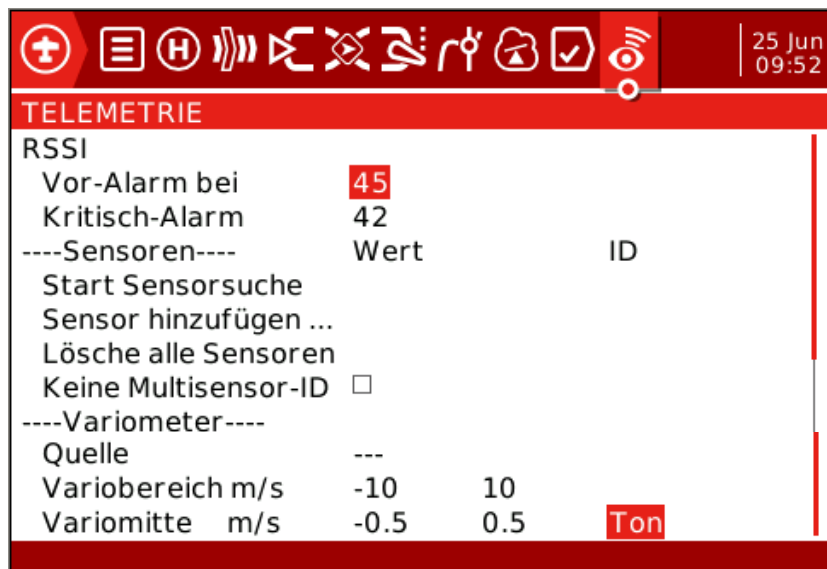 H
25 Jun
09:52
TELEMETRIE
RSSI
Vor-Alarm bei 45
Kritisch-Alarm 42
----Sensoren---- Wert ID
Start Sensorsuche
Sensor hinzufügen ...
Lösche alle Sensoren
Keine Multisensor-ID
----Variometer----
Quelle ---
Variobereich m/s -10 10
Variomitte m/s -0.5 0.5 Ton